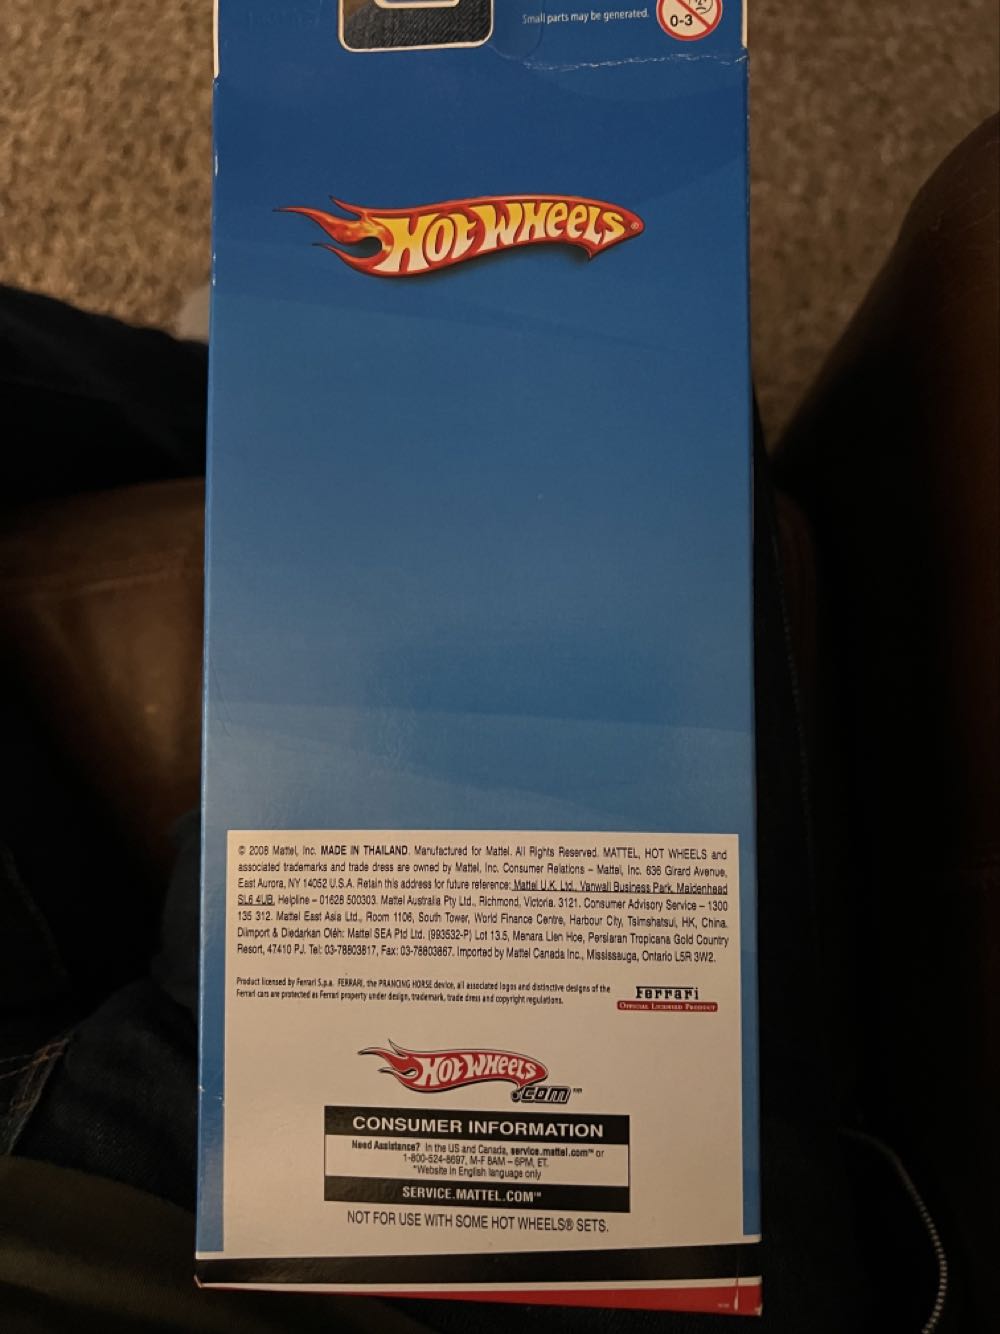 Small parts may be generated.
0-3
HOT WHEELS®
© 2008 Mattel, Inc. MADE IN THAILAND. Manufactured for Mattel. All Rights Reserved. MATTEL, HOT WHEELS and
associated trademarks and trade dress are owned by Mattel, Inc. Consumer Relations – Mattel, Inc. 636 Girard Avenue,
East Aurora, NY 14052 U.S.A. Retain this address for future reference: Mattel U.K. Ltd., Vanwall Business Park, Maidenhead
SL6 4UB. Helpline – 01628 500303. Mattel Australia Pty Ltd., Richmond, Victoria. 3121. Consumer Advisory Service – 1300
135 312. Mattel East Asia Ltd., Room 1106, South Tower, World Finance Centre, Harbour City, Tsimshatsui, HK, China.
Diimport & Diedarkan Oleh: Mattel SEA Ptd Ltd. (993532-P) Lot 13.5, Menara Lien Hoe, Persiaran Tropicana Gold Country
Resort, 47410 PJ. Tel: 03-78803817, Fax: 03-78803867. Imported by Mattel Canada Inc., Mississauga, Ontario L5R 3W2.
Product licensed by Ferrari S.p.a. FERRARI, the PRANCING HORSE device, all associated logos and distinctive designs of the
Ferrari cars are protected as Ferrari property under design, trademark, trade dress and copyright regulations.
Ferrari
OFFICIAL LICENSED PRODUCT
HOT WHEELS
.COM™
CONSUMER INFORMATION
Need Assistance? In the US and Canada, service.mattel.com™ or
1-800-524-8697, M-F 8AM – 6PM, ET.
*Website in English language only
SERVICE.MATTEL.COM™
NOT FOR USE WITH SOME HOT WHEELS® SETS.